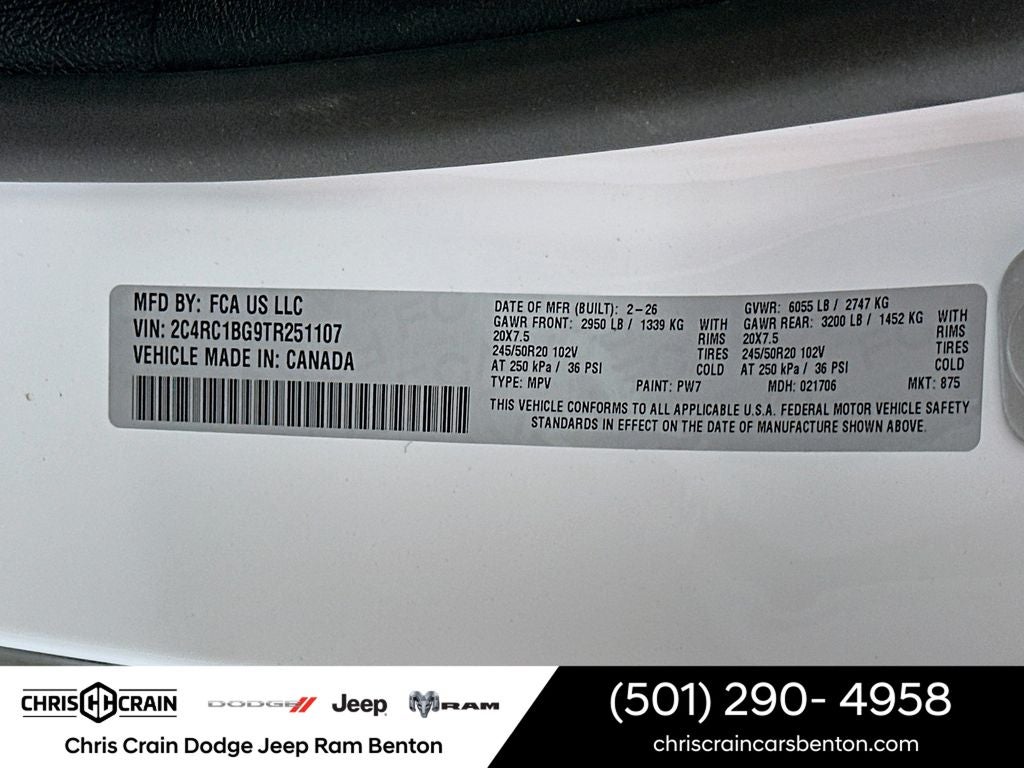 MFD BY: FCA US LLC
VIN: 2C4RC1BG9TR251107
VEHICLE MADE IN: CANADA
DATE OF MFR (BUILT): 2-26
GAWR FRONT: 2950 LB / 1339 KG WITH
20X7.5 RIMS
245/50R20 102V TIRES
AT 250 kPa / 36 PSI COLD
TYPE: MPV PAINT: PW7
GVWR: 6055 LB / 2747 KG
GAWR REAR: 3200 LB / 1452 KG WITH
20X7.5 RIMS
245/50R20 102V TIRES
AT 250 kPa / 36 PSI COLD
MDH: 021706 MKT: 875
THIS VEHICLE CONFORMS TO ALL APPLICABLE U.S.A. FEDERAL MOTOR VEHICLE SAFETY
STANDARDS IN EFFECT ON THE DATE OF MANUFACTURE SHOWN ABOVE.
CHRIS CRAIN DODGE Jeep RAM
Chris Crain Dodge Jeep Ram Benton
(501) 290- 4958
chriscraincarsbenton.com